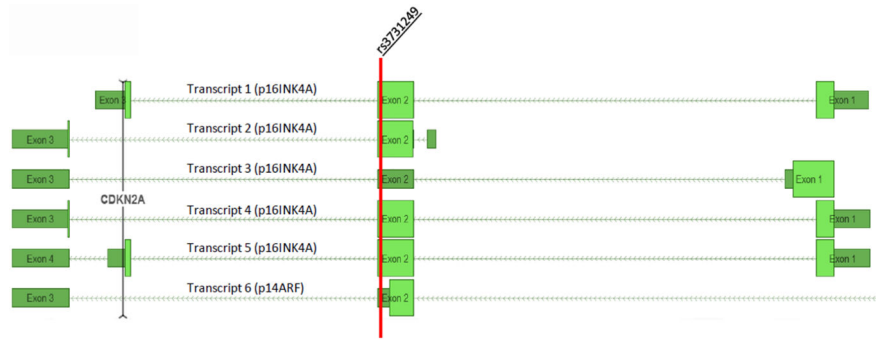 rs3731249
Exon 3 Transcript 1 (p16INK4A) Exon 2 Exon 1
Exon 3 Transcript 2 (p16INK4A) Exon 2
Exon 3 Transcript 3 (p16INK4A) Exon 2 Exon 1
CDKN2A
Exon 3 Transcript 4 (p16INK4A) Exon 2 Exon 1
Exon 4 Transcript 5 (p16INK4A) Exon 2 Exon 1
Exon 3 Transcript 6 (p14ARF) Exon 2